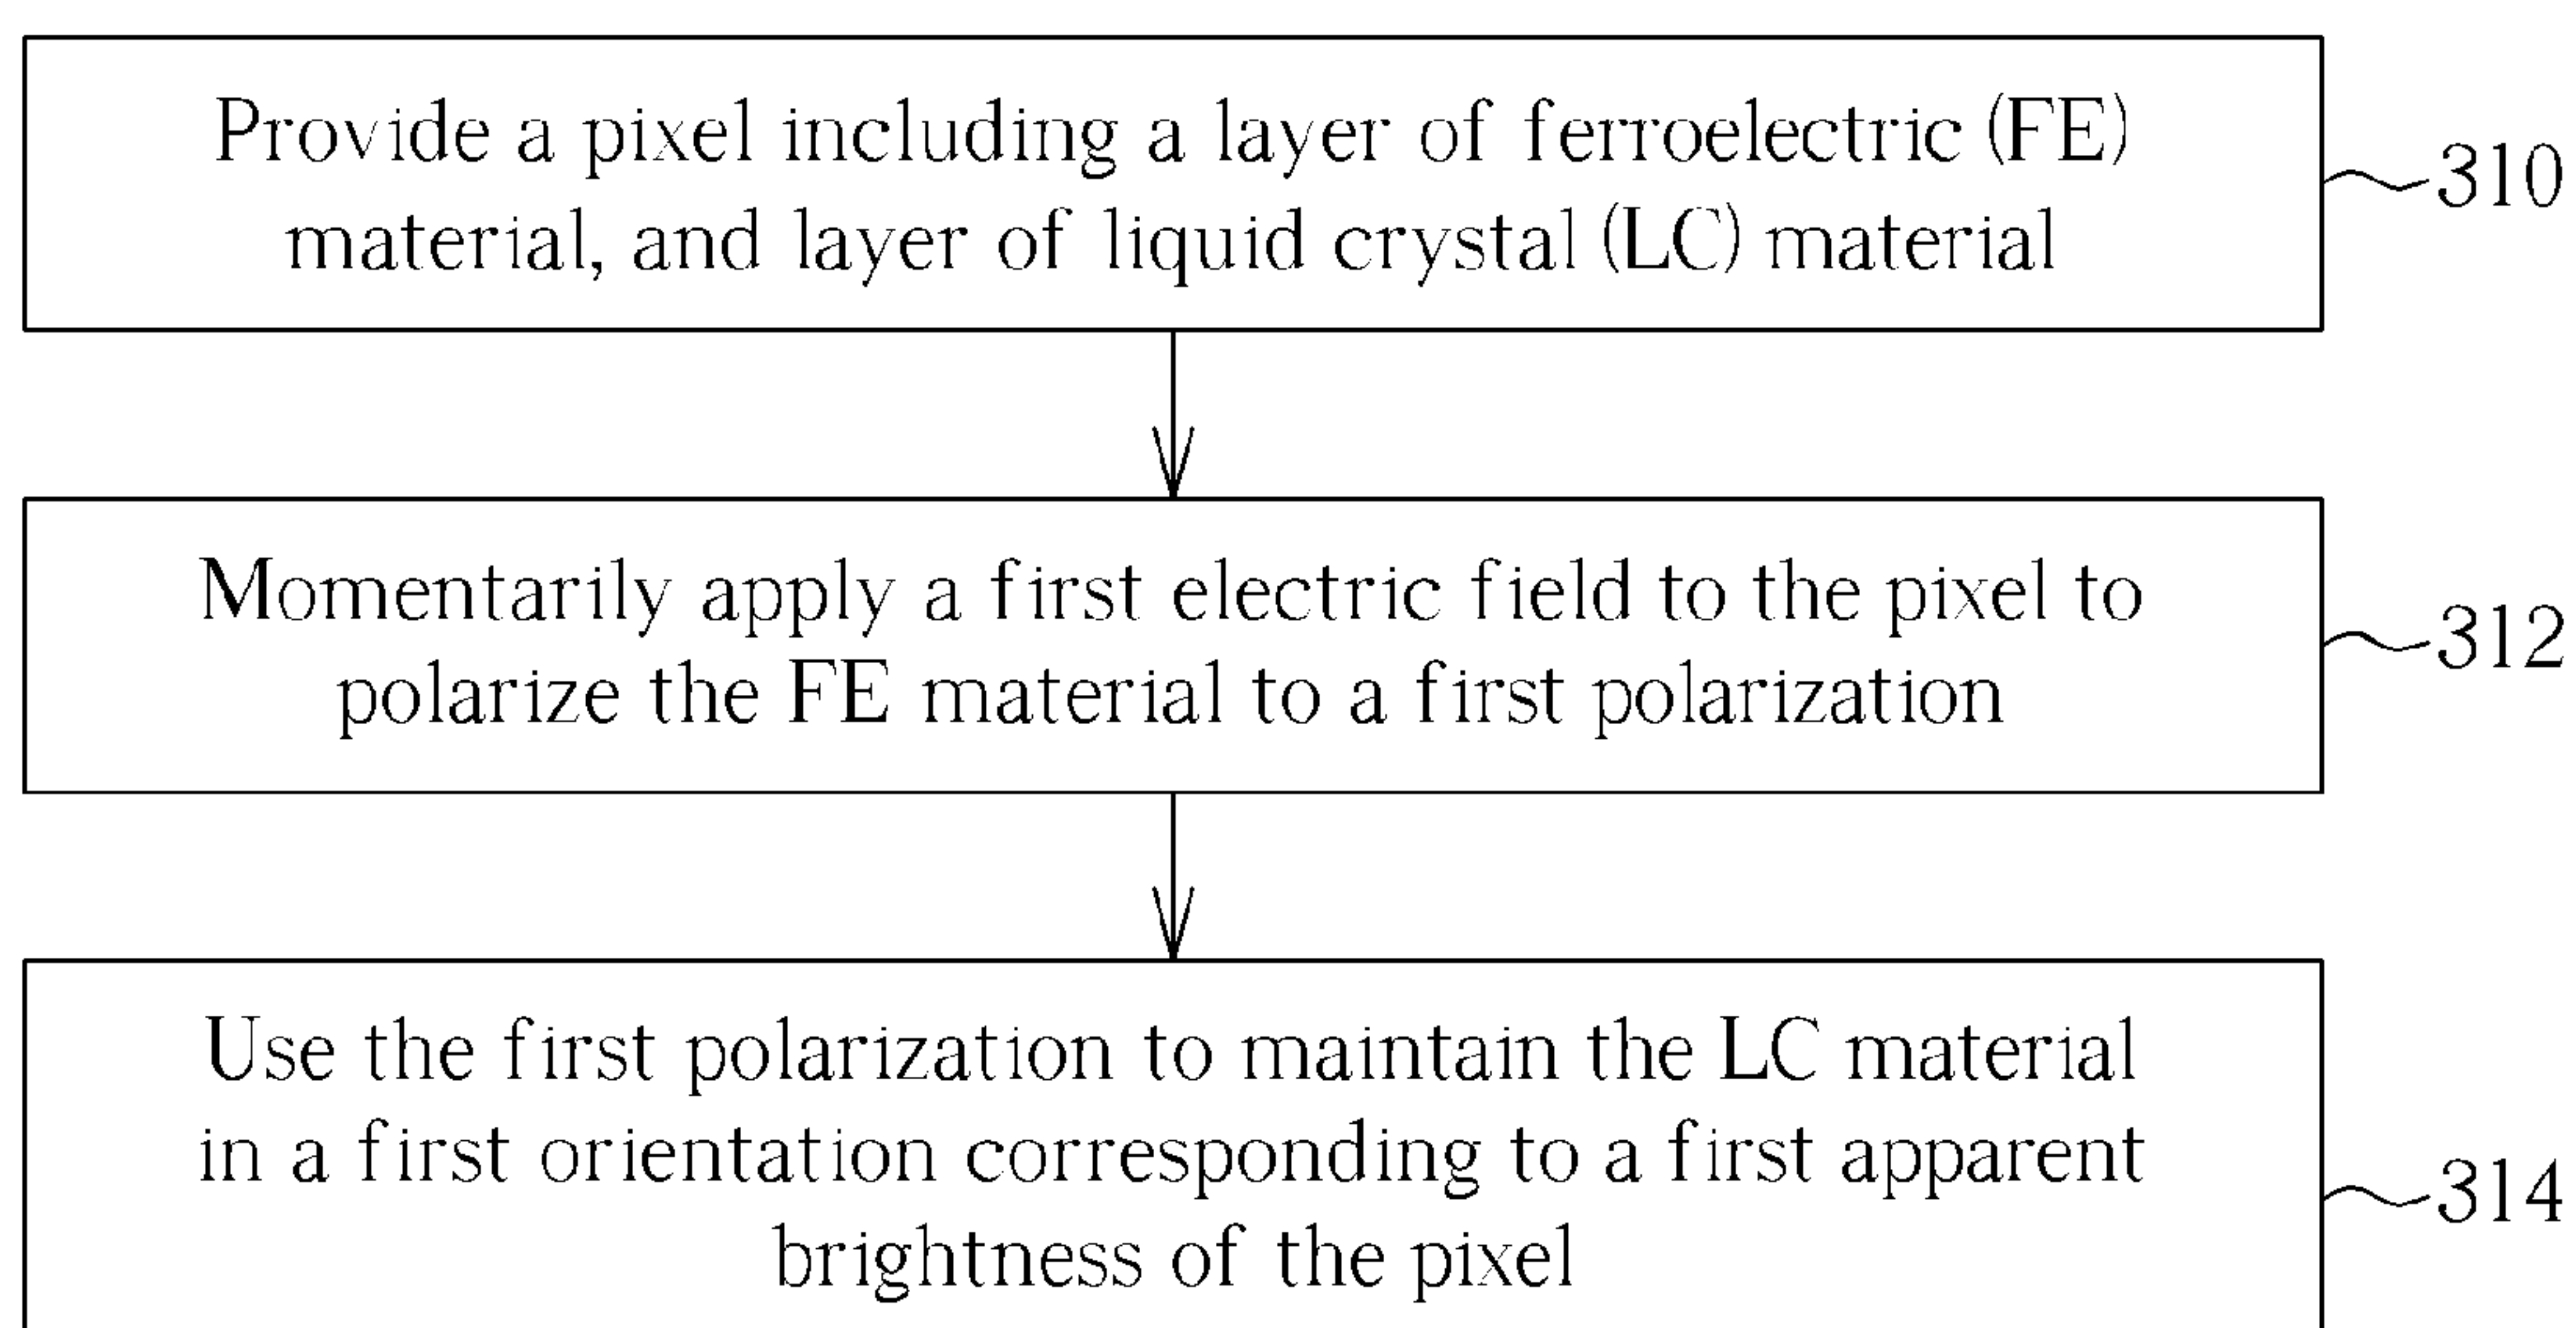 Provide a pixel including a layer of ferroelectric (FE)
material, and layer of liquid crystal (LC) material
310
Momentarily apply a first electric field to the pixel to
polarize the FE material to a first polarization
312
Use the first polarization to maintain the LC material
in a first orientation corresponding to a first apparent
brightness of the pixel
314